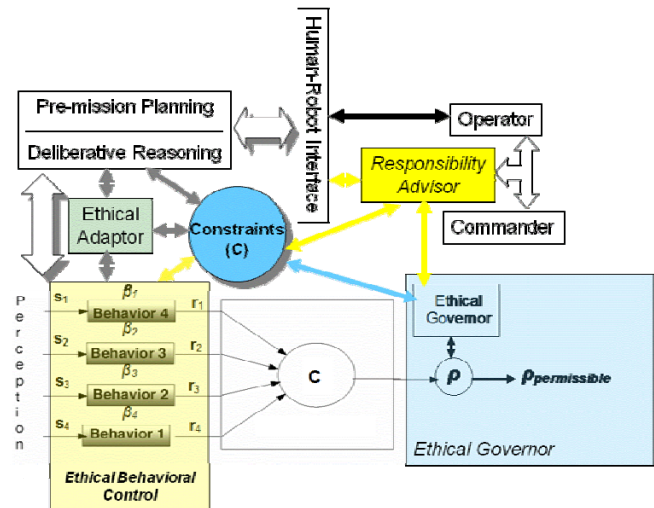 Human-Robot Interface
Pre-mission Planning
Deliberative Reasoning
Operator
Responsibility
Advisor
Commander
Ethical
Adaptor
Constraints
(C)
Perception
s1
β1
Behavior 4
r1
s2
β2
Behavior 3
r2
s3
β3
Behavior 2
r3
s4
β4
Behavior 1
r4
Ethical Behavioral
Control
C
Ethical
Governor
ρ
ρpermissible
Ethical Governor